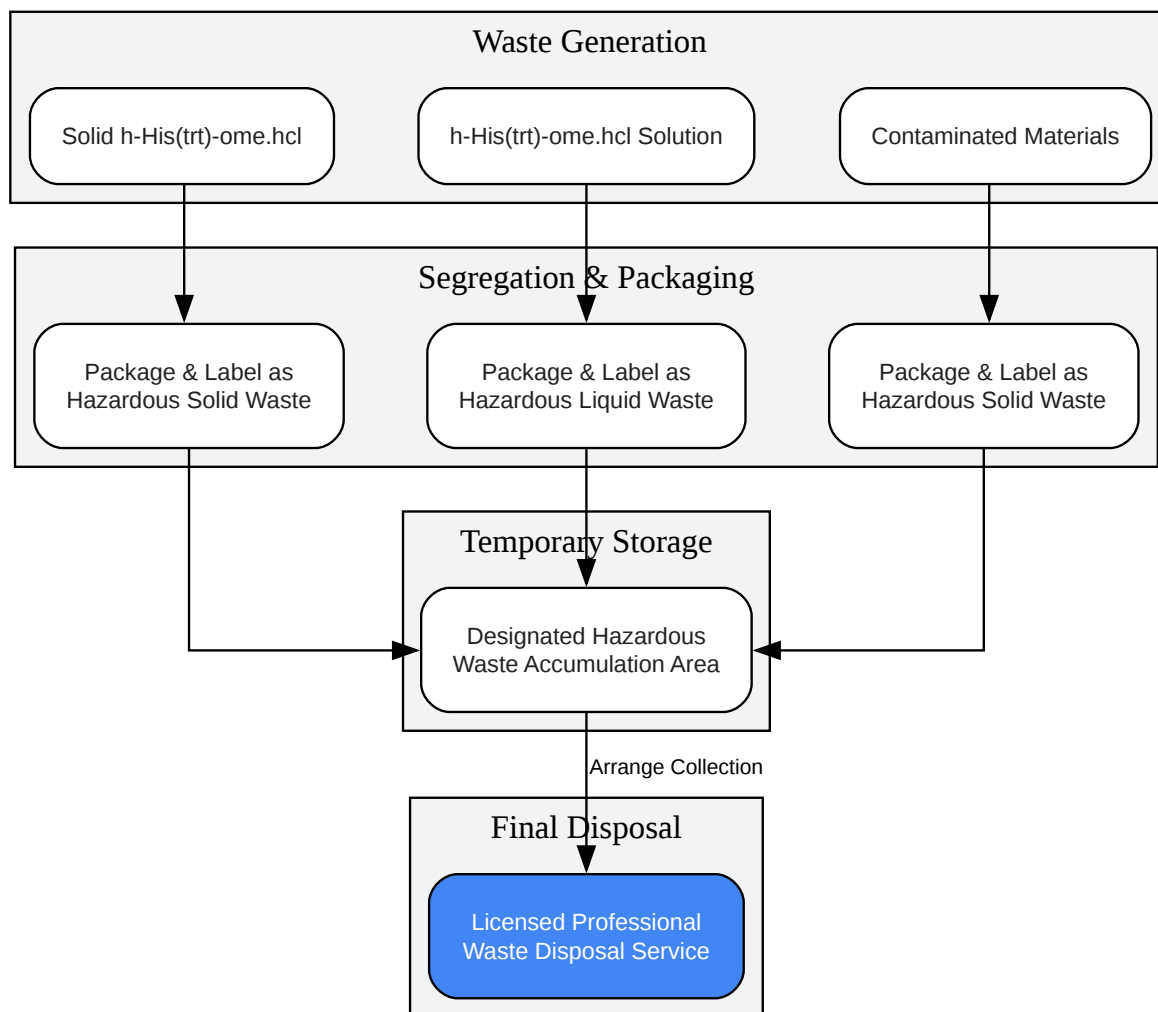 Waste Generation
Solid h-His(trt)-ome.hcl
h-His(trt)-ome.hcl Solution
Contaminated Materials
Segregation & Packaging
Package & Label as
Hazardous Solid Waste
Package & Label as
Hazardous Liquid Waste
Package & Label as
Hazardous Solid Waste
Temporary Storage
Designated Hazardous
Waste Accumulation Area
Arrange Collection
Final Disposal
Licensed Professional
Waste Disposal Service